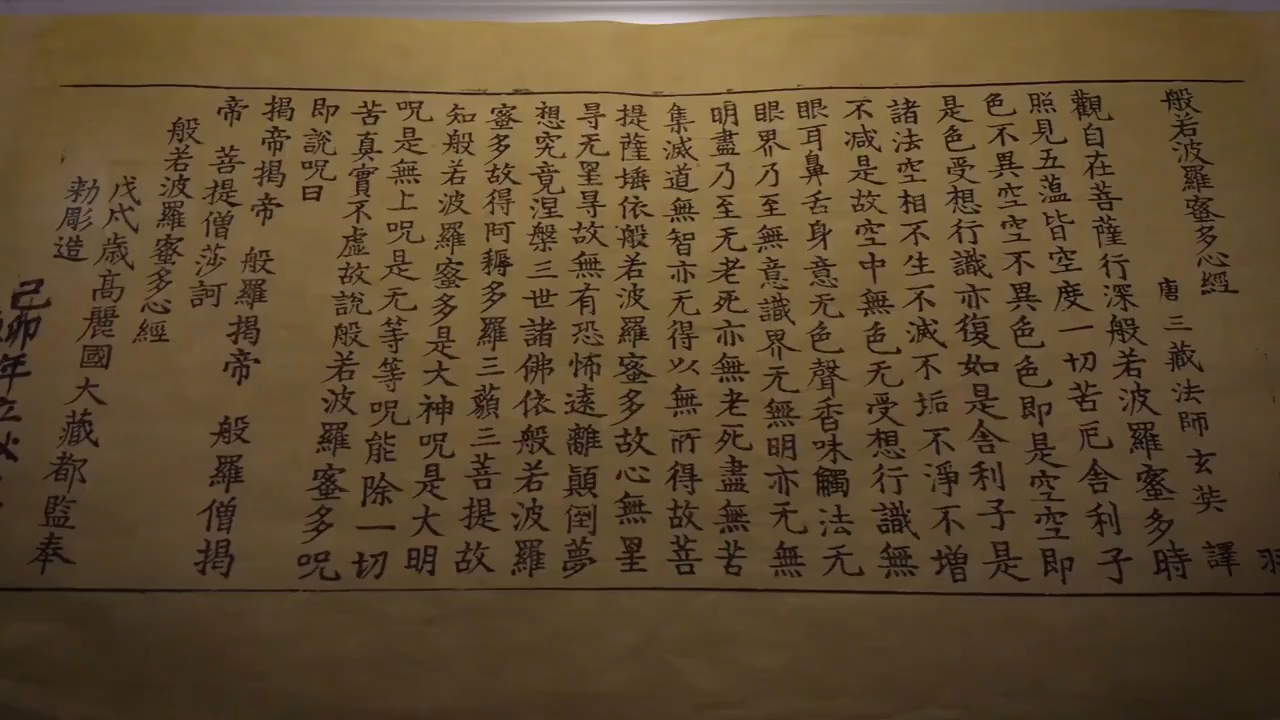 般若波羅蜜多心經
唐三藏法師玄奘 譯
觀自在菩薩行深般若波羅蜜多時
照見五薀皆空度一切苦厄舍利子
色不異空空不異色色即是空空即
是色受想行識亦復如是舍利子是
諸法空相不生不滅不垢不淨不增
不减是故空中無色无受想行識無
眼耳鼻舌身意无色聲香味觸法无
眼界乃至無意識界无無明亦无無
明盡乃至无老死亦無老死盡無苦
集滅道無智亦无得以無所得故菩
提薩埵依般若波羅蜜多故心無罣
㝵无罣㝵故無有恐怖遠離顛倒夢
想究竟涅槃三世諸佛依般若波羅
蜜多故得阿耨多羅三藐三菩提故
知般若波羅蜜多是大神呪是大明
呪是無上呪是无等等呪能除一切
苦真實不虛故說般若波羅蜜多呪
即說呪曰
揭帝揭帝 般羅揭帝 般羅僧揭
帝 菩提僧莎訶
般若波羅蜜多心經
戊戌歳高麗國大藏都監奉
勑彫造
己卯年立秋